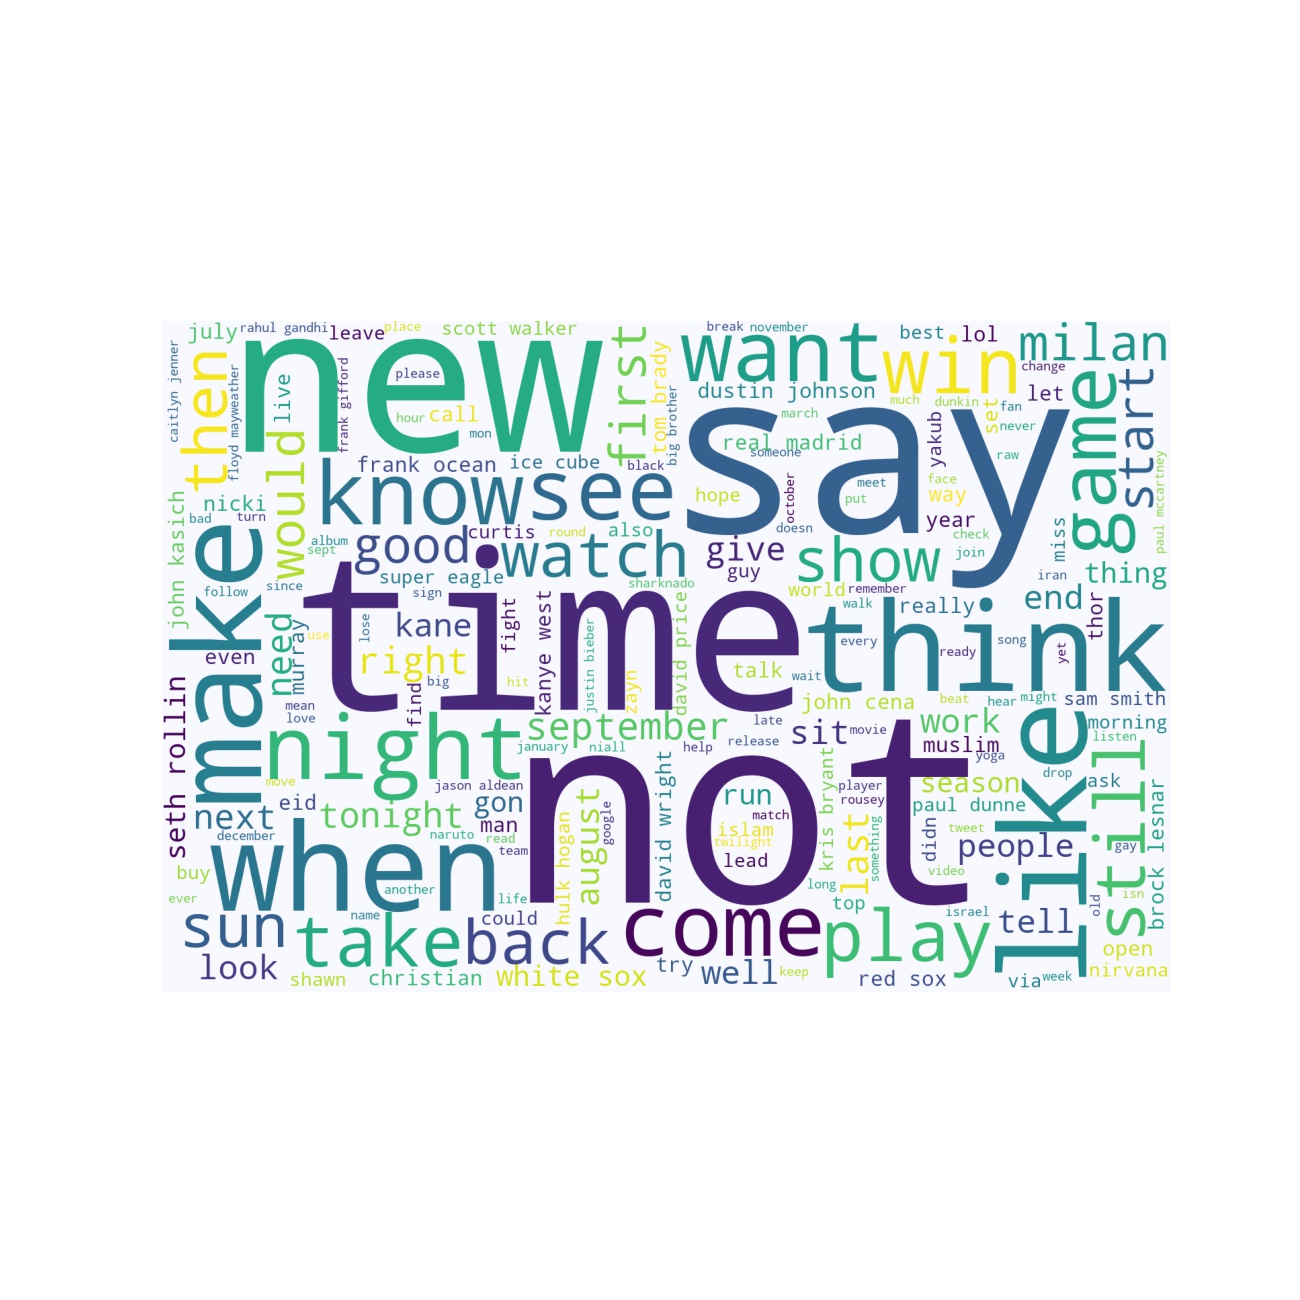 july
rahul gandhi
leave
place
scott walker
first
break
november
best
lol
milan
caitlyn jenner
then
floyd mayweather
new
live
please
frank gifford
tom brady
want
win
change
dustin johnson
much
dunkin
set
fan
let
game
start
hour
call
mon
big brother
say
march
never
would
frank ocean
ice cube
black
real madrid
someone
yakub
raw
paul mccartney
john kasich
nicki
bad
turn
know
see
hope
october
meet
put
face
way
make
album
sept
good
curtis
round
also
watch
give
guy
doesn
year
check
join
miss
show
iran
thing
follow
since
super eagle
sign
time
sharknado
world
remember
end
thor
need
murray
use
lose
kane
fight
kanye west
justin bieber
zayn
david price
walk
really
think
every
ready
song
yet
even
right
big
hit
find
talk
wait
seth rollin
mean
love
john cena
beat
hear
might
sam smith
night
september
late
sit
movie
work
morning
listen
january
niall
help
release
muslim
yoga
like
still
move
jason aldean
not
david wright
kris bryant
player
rousey
season
drop
ask
brock lesnar
next
eid
tonight
gon
man
hulk hogan
august
google
run
match
islam
twilight
last
something
didn
paul dunne
tweet
december
when
naruto
read
team
lead
people
gay
buy
video
ever
another
life
long
isn
old
sun
name
take
could
back
come
top
play
israel
tell
open
look
shawn
christian
white sox
try
well
keep
red sox
via
week
nirvana